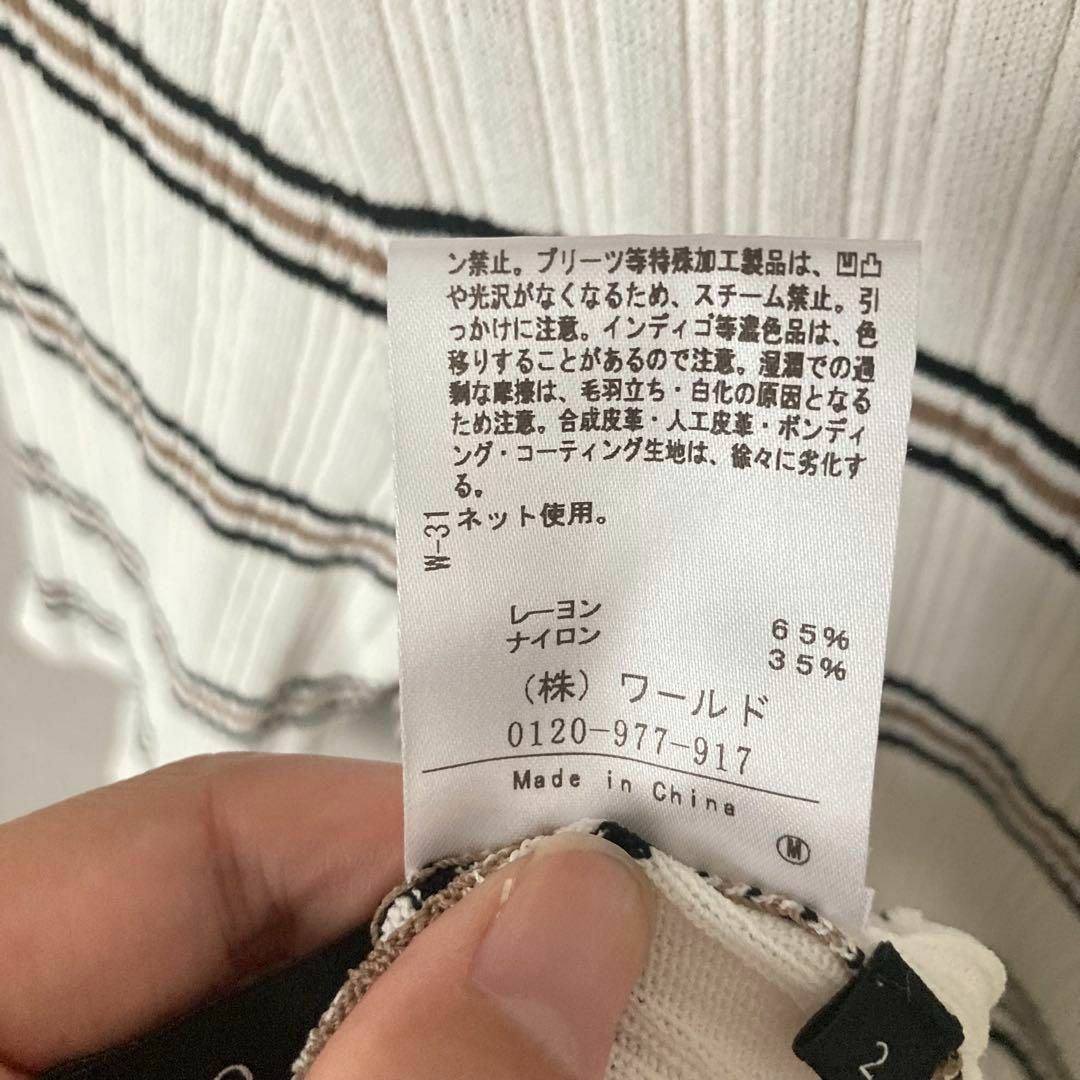 ン禁止。プリーツ等特殊加工製品は、凹凸
や光沢がなくなるため、スチーム禁止。引
っかけに注意。インディゴ等濃色品は、色
移りすることがあるので注意。湿潤での過
剰な摩擦は、毛羽立ち・白化の原因となる
ため注意。合成皮革・人工皮革・ボンディ
ング・コーティング生地は、徐々に劣化す
る。
ネット使用。
W-31
レーヨン 65%
ナイロン 35%
(株) ワールド
0120-977-917
Made in China
M
2